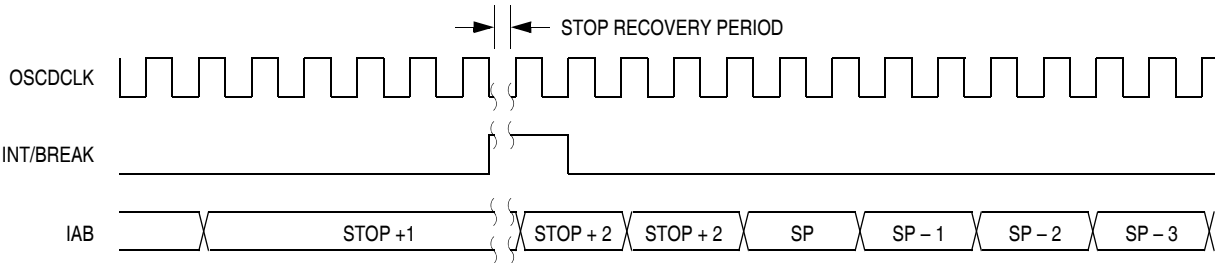 STOP RECOVERY PERIOD
OSCDCLK
INT/BREAK
IAB STOP +1 STOP + 2 STOP + 2 SP SP – 1 SP – 2 SP – 3